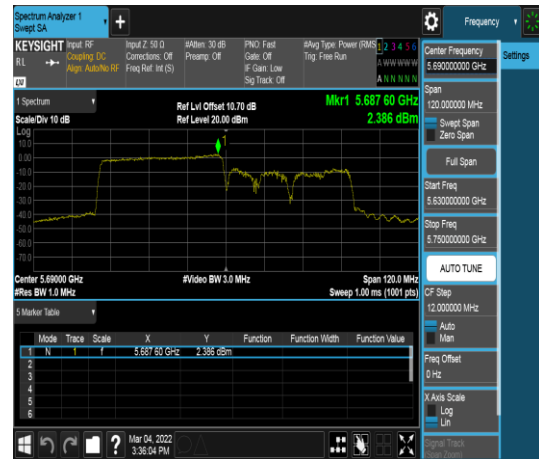 Spectrum Analyzer 1
Swept SA
+
Frequency
KEYSIGHT
RL
Input: RF
Coupling: DC
Align: Auto/No RF
Input Z: 50 Ω
Corrections: Off
Freq Ref: Int (S)
#Atten: 30 dB
Preamp: Off
PNO: Fast
Gate: Off
IF Gain: Low
Sig Track: Off
#Avg Type: Power (RMS)
Trig: Free Run
1 2 3 4 5 6
A W W W W W
A N N N N N
Center Frequency
5.690000000 GHz
Settings
1 Spectrum
Scale/Div 10 dB
Ref Lvl Offset 10.70 dB
Ref Level 20.00 dBm
Mkr1 5.687 60 GHz
2.386 dBm
Span
120.000000 MHz
Swept Span
Zero Span
Full Span
Log
10.0
0.00
-10.0
-20.0
-30.0
-40.0
-50.0
-60.0
-70.0
1
Start Freq
5.630000000 GHz
Stop Freq
5.750000000 GHz
AUTO TUNE
Center 5.69000 GHz
#Res BW 1.0 MHz
#Video BW 3.0 MHz
Span 120.0 MHz
Sweep 1.00 ms (1001 pts)
CF Step
12.000000 MHz
Auto
Man
5 Marker Table
Mode Trace Scale X Y Function Function Width Function Value
1 N 1 f 5.687 60 GHz 2.386 dBm
2
3
4
5
6
Freq Offset
0 Hz
X Axis Scale
Log
Lin
Signal Track
(Span Zoom)
?
Mar 04, 2022
3:36:04 PM